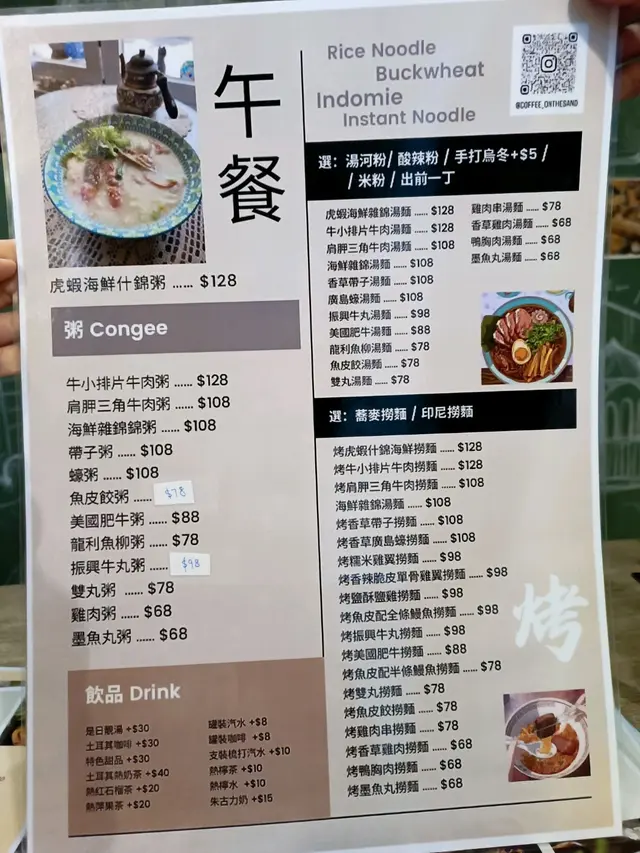 午餐
虎蝦海鮮什錦粥 ...... $128
粥 Congee
牛小排片牛肉粥 ...... $128
肩胛三角牛肉粥 ...... $108
海鮮雜錦錦粥 ...... $108
帶子粥 ...... $108
蠔粥 ...... $108
魚皮餃粥 ...... $78
美國肥牛粥 ...... $88
龍利魚柳粥 ...... $78
振興牛丸粥 ...... $98
雙丸粥 ...... $78
雞肉粥 ...... $68
墨魚丸粥 ...... $68
飲品 Drink
是日靚湯 +$30
土耳其咖啡 +$30
特色甜品 +$30
土耳其熱奶茶 +$40
熱紅石榴茶 +$20
熱蘋果茶 +$20
罐裝汽水 +$8
罐裝咖啡 +$8
支裝梳打汽水 +$10
熱檸茶 +$10
熱檸水 +$10
朱古力奶 +$15
Rice Noodle
Buckwheat
Indomie
Instant Noodle
@COFFEE_ONTHESAND
選：湯河粉/ 酸辣粉 / 手打烏冬+$5 /
/ 米粉 / 出前一丁
虎蝦海鮮雜錦湯麵 ...... $128
牛小排片牛肉湯麵 ...... $128
肩胛三角牛肉湯麵 ...... $108
海鮮雜錦湯麵 ...... $108
香草帶子湯麵 ...... $108
廣島蠔湯麵 ...... $108
振興牛丸湯麵 ...... $98
美國肥牛湯麵 ...... $88
龍利魚柳湯麵 ...... $78
魚皮餃湯麵 ...... $78
雙丸湯麵 ...... $78
雞肉串湯麵 ...... $78
香草雞肉湯麵 ...... $68
鴨胸肉湯麵 ...... $68
墨魚丸湯麵 ...... $68
選：蕎麥撈麵 / 印尼撈麵
烤虎蝦什錦海鮮撈麵 ...... $128
烤牛小排片牛肉撈麵 ...... $128
烤肩胛三角牛肉撈麵 ...... $108
海鮮雜錦湯麵 ...... $108
烤香草帶子撈麵 ...... $108
烤香草廣島蠔撈麵 ...... $108
烤糯米雞翼撈麵 ...... $98
烤香辣脆皮單骨雞翼撈麵 ...... $98
烤鹽酥鹽雞撈麵 ...... $98
烤魚皮配全條鰻魚撈麵 ...... $98
烤振興牛丸撈麵 ...... $98
烤美國肥牛撈麵 ...... $88
烤魚皮配半條鰻魚撈麵 ...... $78
烤雙丸撈麵 ...... $78
烤魚皮餃撈麵 ...... $78
烤雞肉串撈麵 ...... $78
烤香草雞肉撈麵 ...... $68
烤鴨胸肉撈麵 ...... $68
烤墨魚丸撈麵 ...... $68
烤